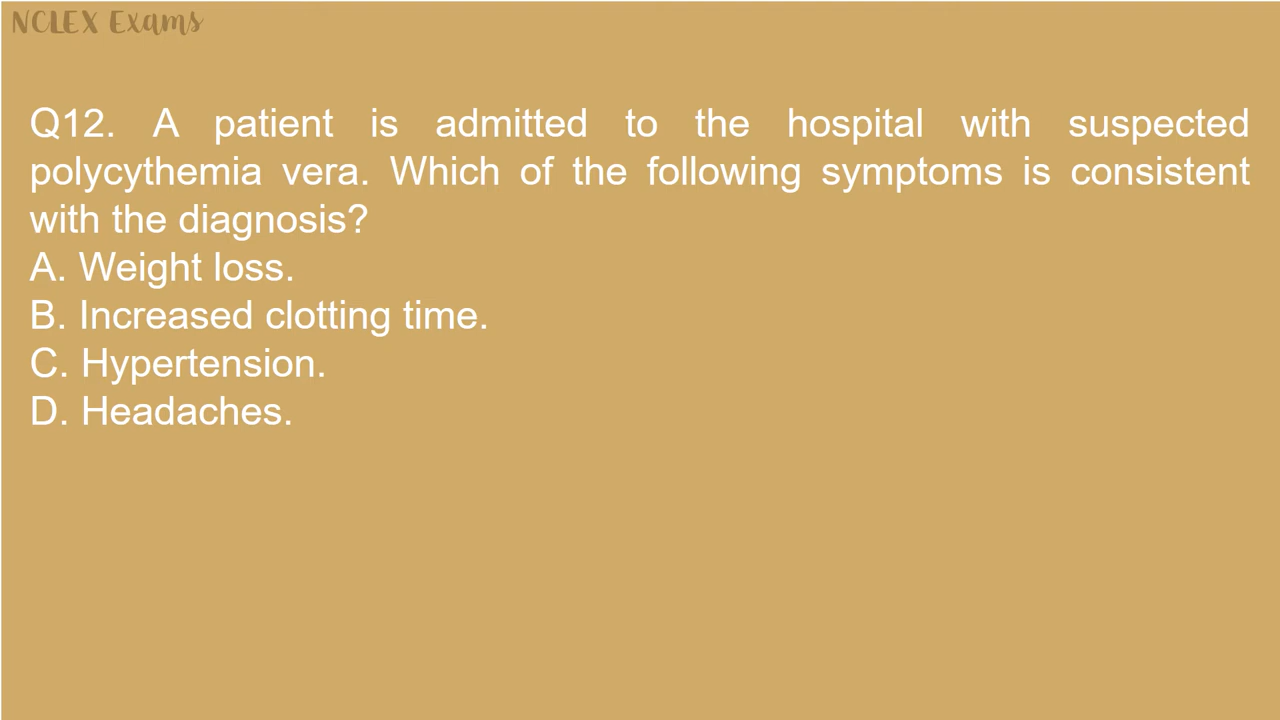 NCLEX Exams
Q12. A patient is admitted to the hospital with suspected
polycythemia vera. Which of the following symptoms is consistent
with the diagnosis?
A. Weight loss.
B. Increased clotting time.
C. Hypertension.
D. Headaches.